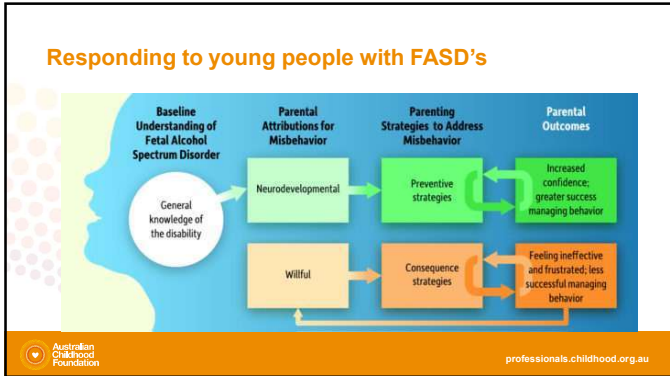 Responding to young people with FASD's
Baseline
Understanding of
Fetal Alcohol
Spectrum Disorder
Parental
Attributions for
Misbehavior
Parenting
Strategies to Address
Misbehavior
Parental
Outcomes
General
knowledge of
the disability
Neurodevelopmental
Preventive
strategies
Increased
confidence;
greater success
managing behavior
Willful
Consequence
strategies
Feeling ineffective
and frustrated; less
successful managing
behavior
Australian
Childhood
Foundation
professionals.childhood.org.au